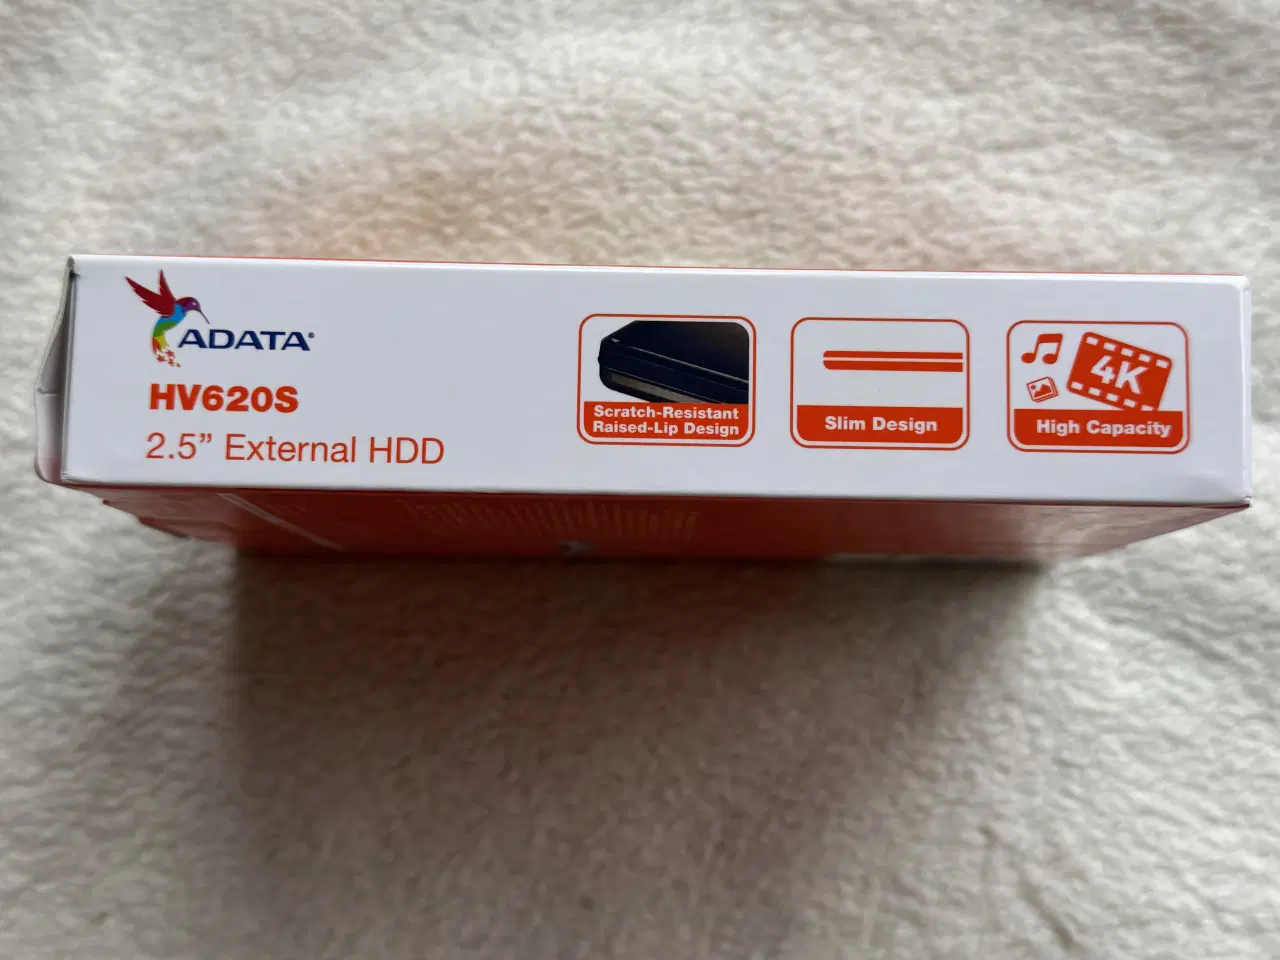 ADATA®
HV620S
2.5” External HDD
Scratch-Resistant
Raised-Lip Design
Slim Design
4K
High Capacity